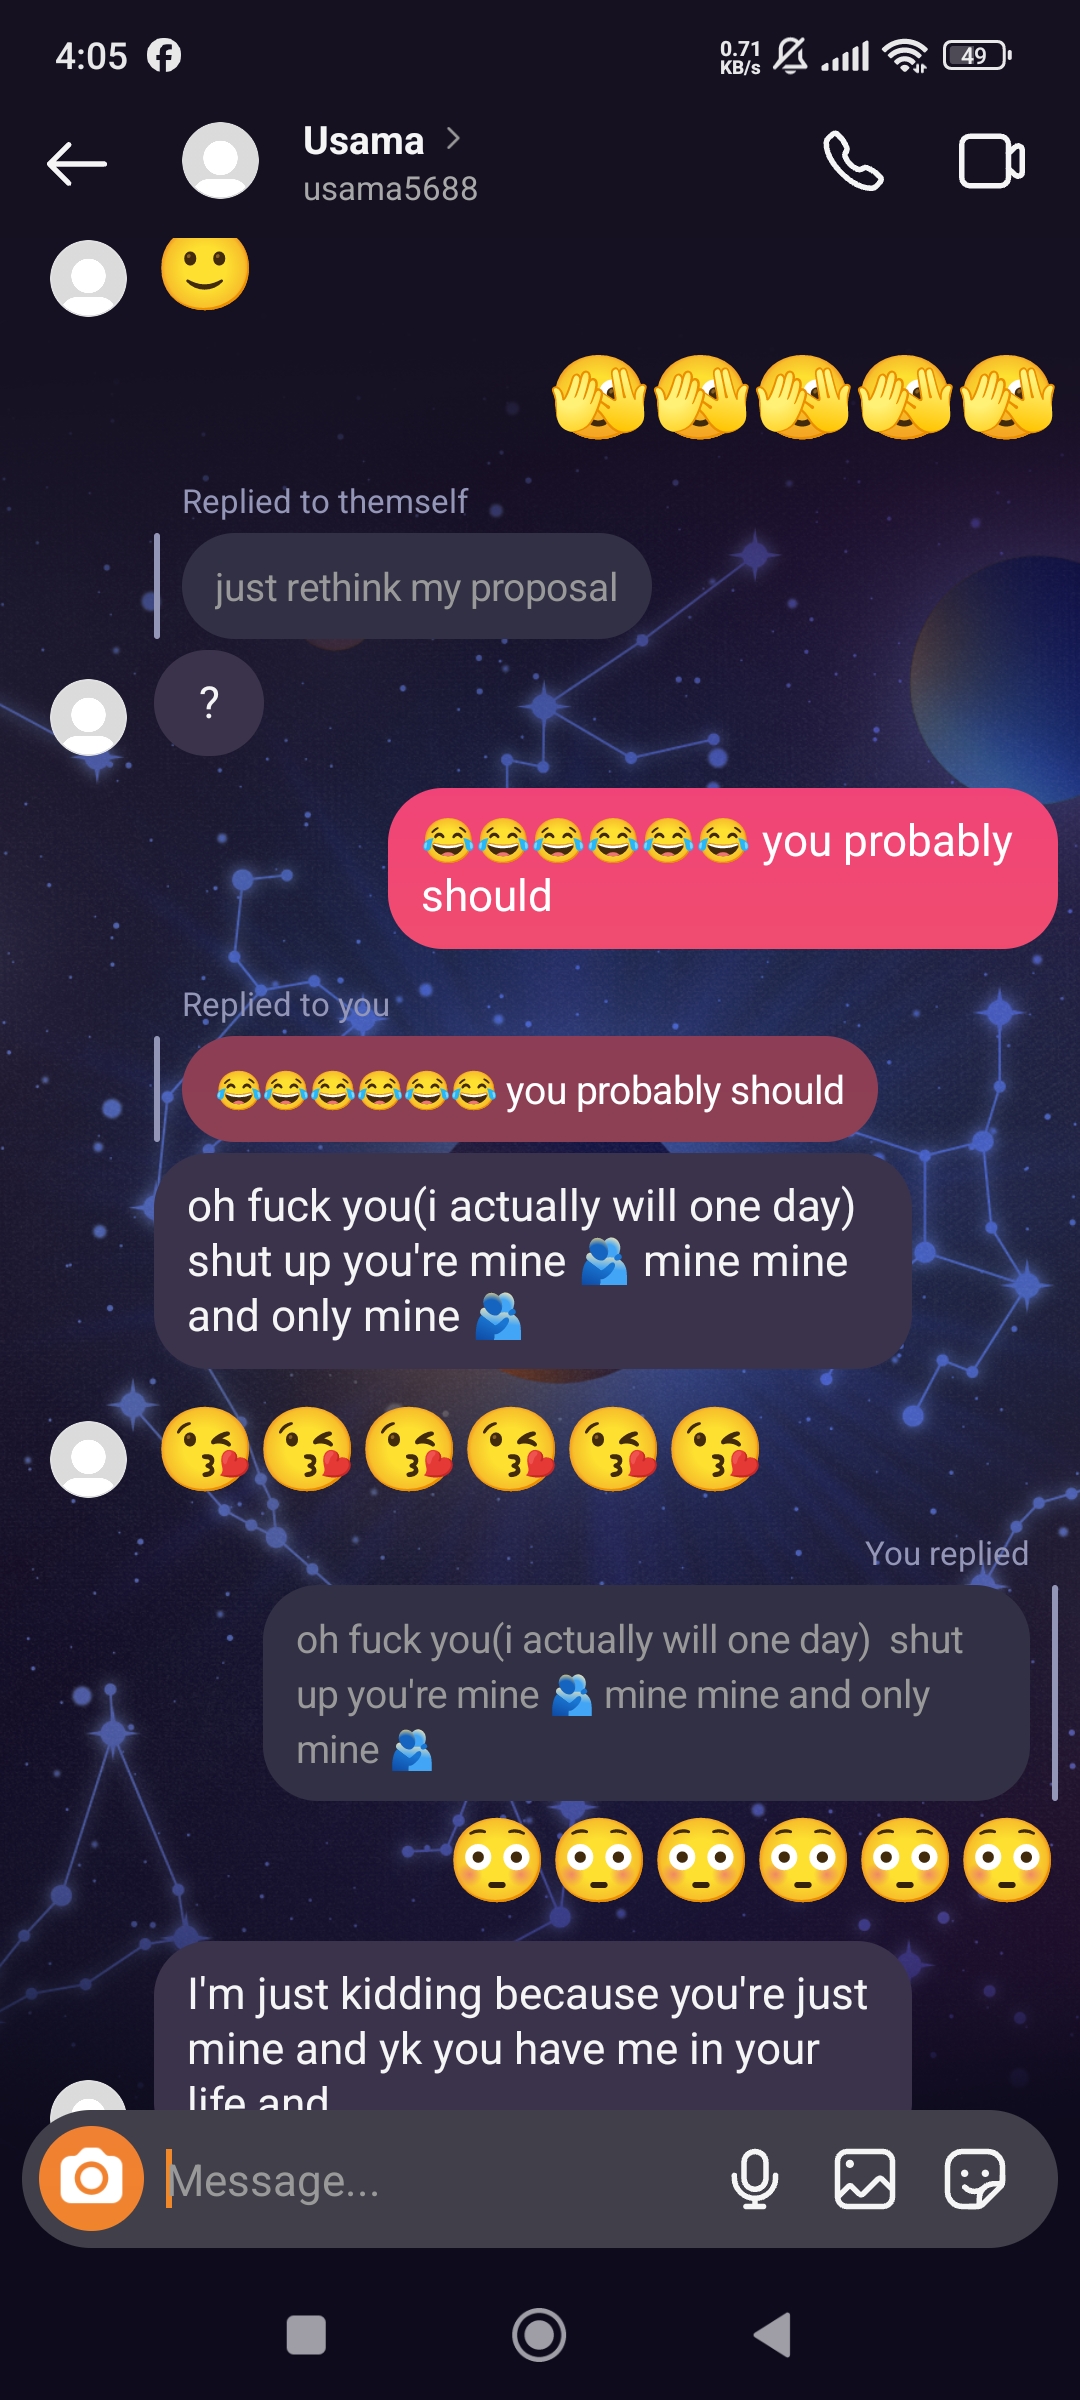 4:05
0.71
KB/s
49
Usama
usama5688
🙂
🫣🫣🫣🫣🫣
Replied to themself
just rethink my proposal
?
😂😂😂😂😂😂 you probably
should
Replied to you
😂😂😂😂😂😂 you probably should
oh fuck you(i actually will one day)
shut up you're mine 🫂 mine mine
and only mine 🫂
😘😘😘😘😘😘
You replied
oh fuck you(i actually will one day)  shut
up you're mine 🫂 mine mine and only
mine 🫂
😳😳😳😳😳😳
I'm just kidding because you're just
mine and yk you have me in your
life and
Message...